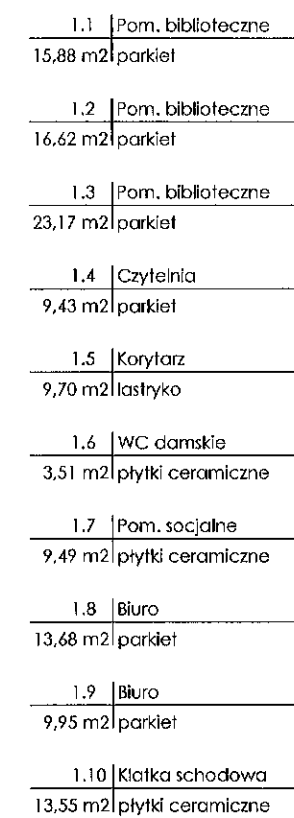 1.1 Pom. biblioteczne
15,88 m2 parkiet
1.2 Pom. biblioteczne
16,62 m2 parkiet
1.3 Pom. biblioteczne
23,17 m2 parkiet
1.4 Czytelnia
9,43 m2 parkiet
1.5 Korytarz
9,70 m2 lastryko
1.6 WC damskie
3,51 m2 płytki ceramiczne
1.7 Pom. socjalne
9,49 m2 płytki ceramiczne
1.8 Biuro
13,68 m2 parkiet
1.9 Biuro
9,95 m2 parkiet
1.10 Klatka schodowa
13,55 m2 płytki ceramiczne